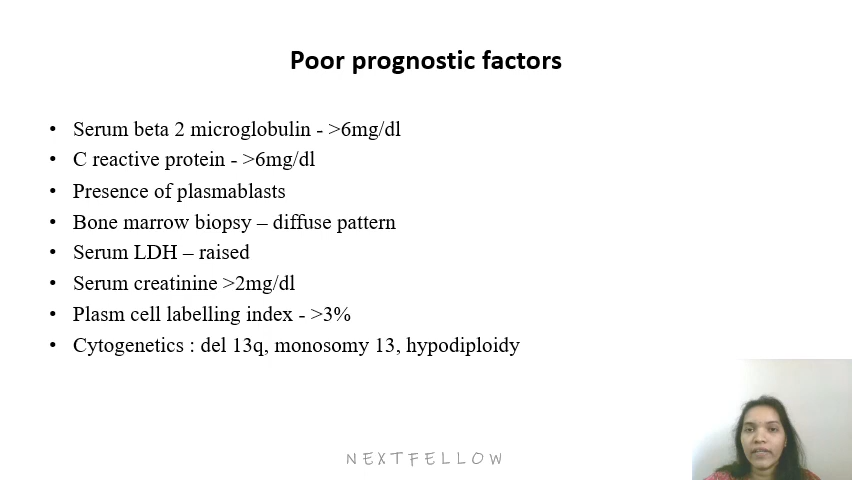 Poor prognostic factors
• Serum beta 2 microglobulin - >6mg/dl
• C reactive protein - >6mg/dl
• Presence of plasmablasts
• Bone marrow biopsy – diffuse pattern
• Serum LDH – raised
• Serum creatinine >2mg/dl
• Plasm cell labelling index - >3%
• Cytogenetics : del 13q, monosomy 13, hypodiploidy
NEXTFELLOW